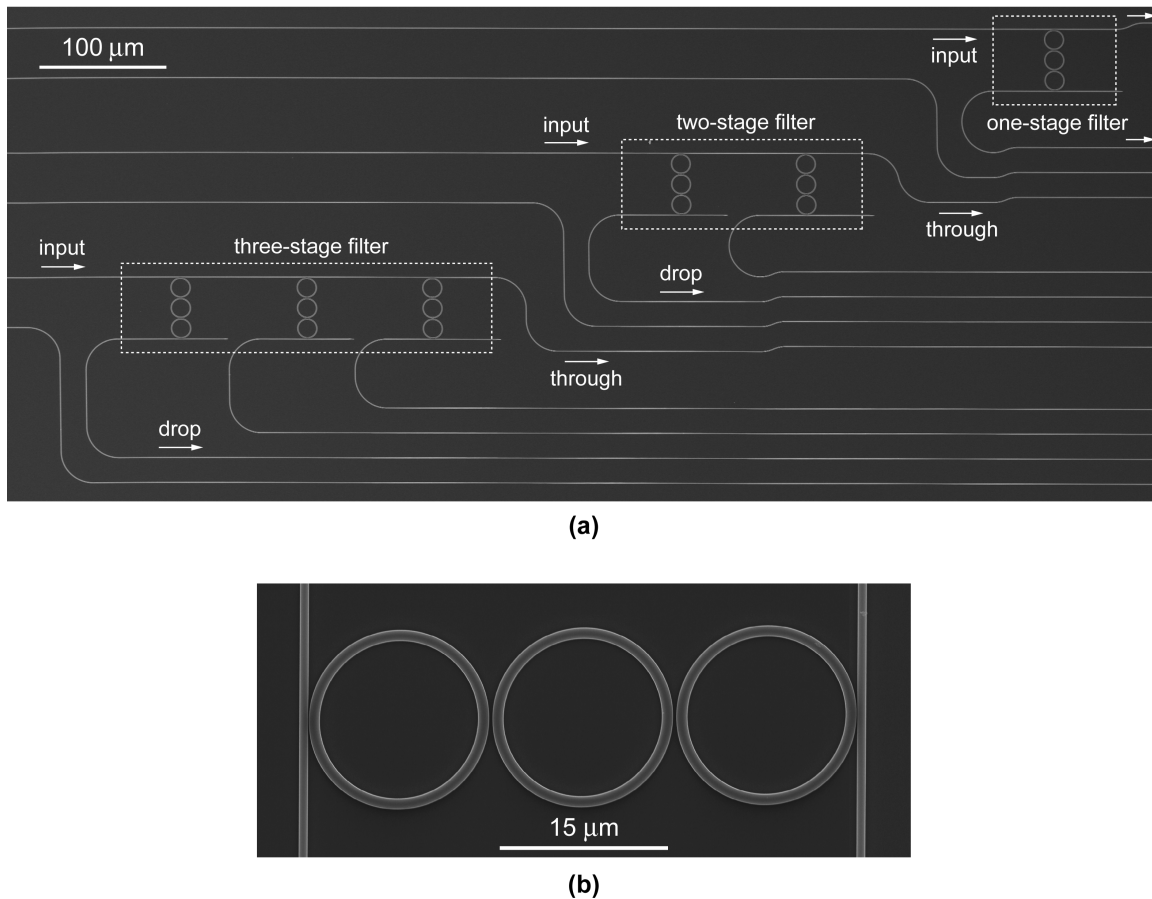 100 μm
input
one-stage filter
input
two-stage filter
through
drop
input
three-stage filter
through
drop
(a)
15 μm
(b)